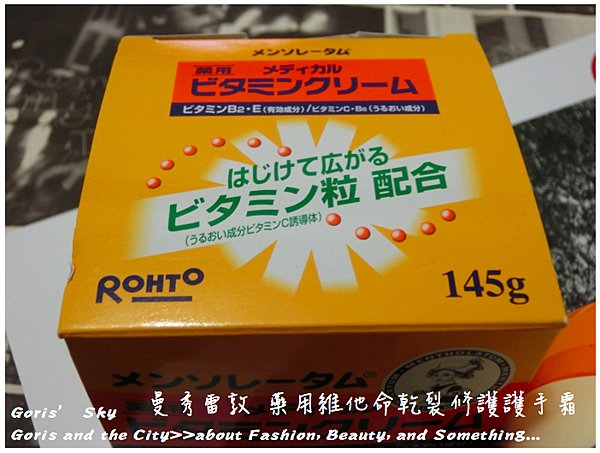 メンソレータム
薬用 メディカル
ビタミンクリーム
ビタミンB2・E(有効成分)/ビタミンC・B6(うるおい成分)
はじけて広がる
ビタミン粒 配合
(うるおい成分ビタミンC誘導体)
ROHTO
145g
メンソレータム®
MENTHOLATUM
曼秀雷敦 藥用維他命乾裂修護護手霜
Goris' Sky
Goris and the City>>about Fashion, Beauty, and Something...